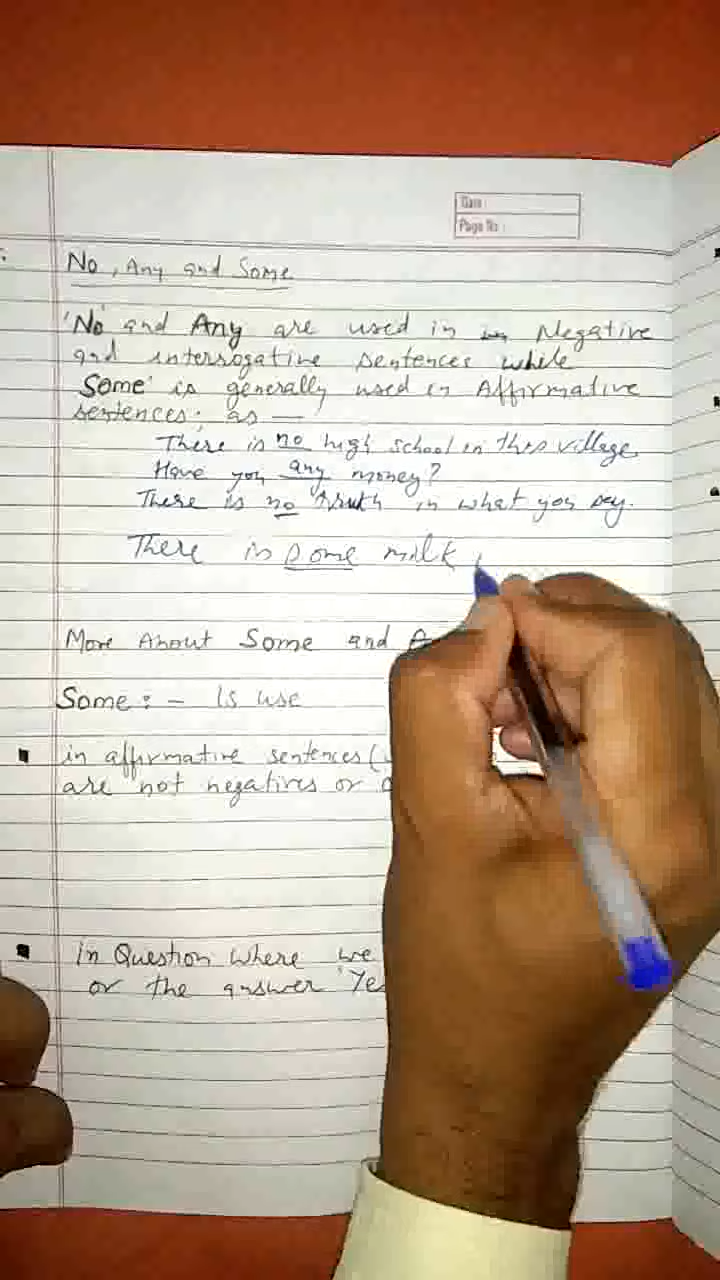 Date :
Page No :
No, Any and Some
'No' and Any are used in Negative
and interrogative sentences while
Some' is generally used in Affirmative
sentences; as —
There is no high school in this village.
Have you any money?
There is no truth in what you say.
There is some milk
More About Some and
Some : - Is use
in affirmative sentences (
are not negatives or
in Question where we
or the answer 'Yes